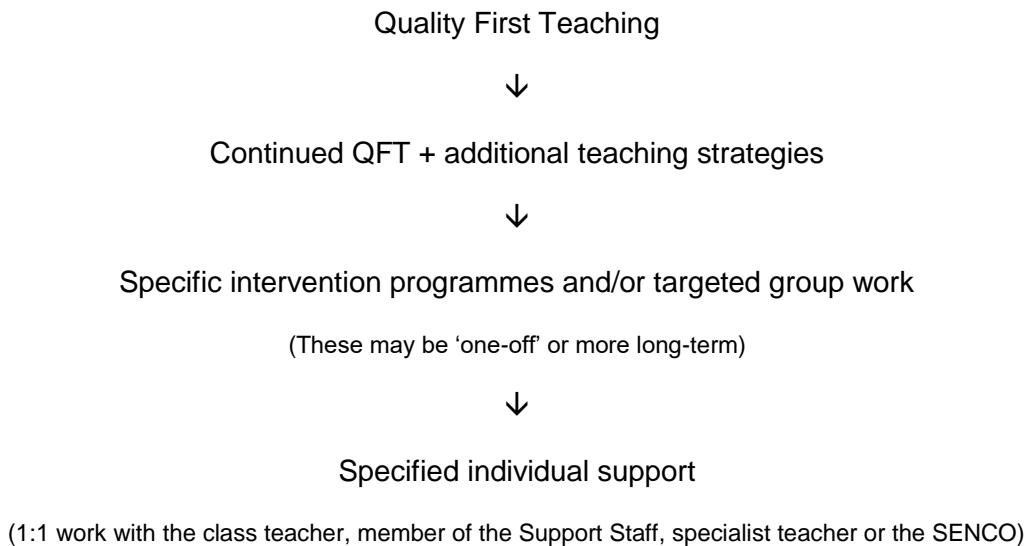 Quality First Teaching
↓
Continued QFT + additional teaching strategies
↓
Specific intervention programmes and/or targeted group work
(These may be ‘one-off’ or more long-term)
↓
Specified individual support
(1:1 work with the class teacher, member of the Support Staff, specialist teacher or the SENCO)